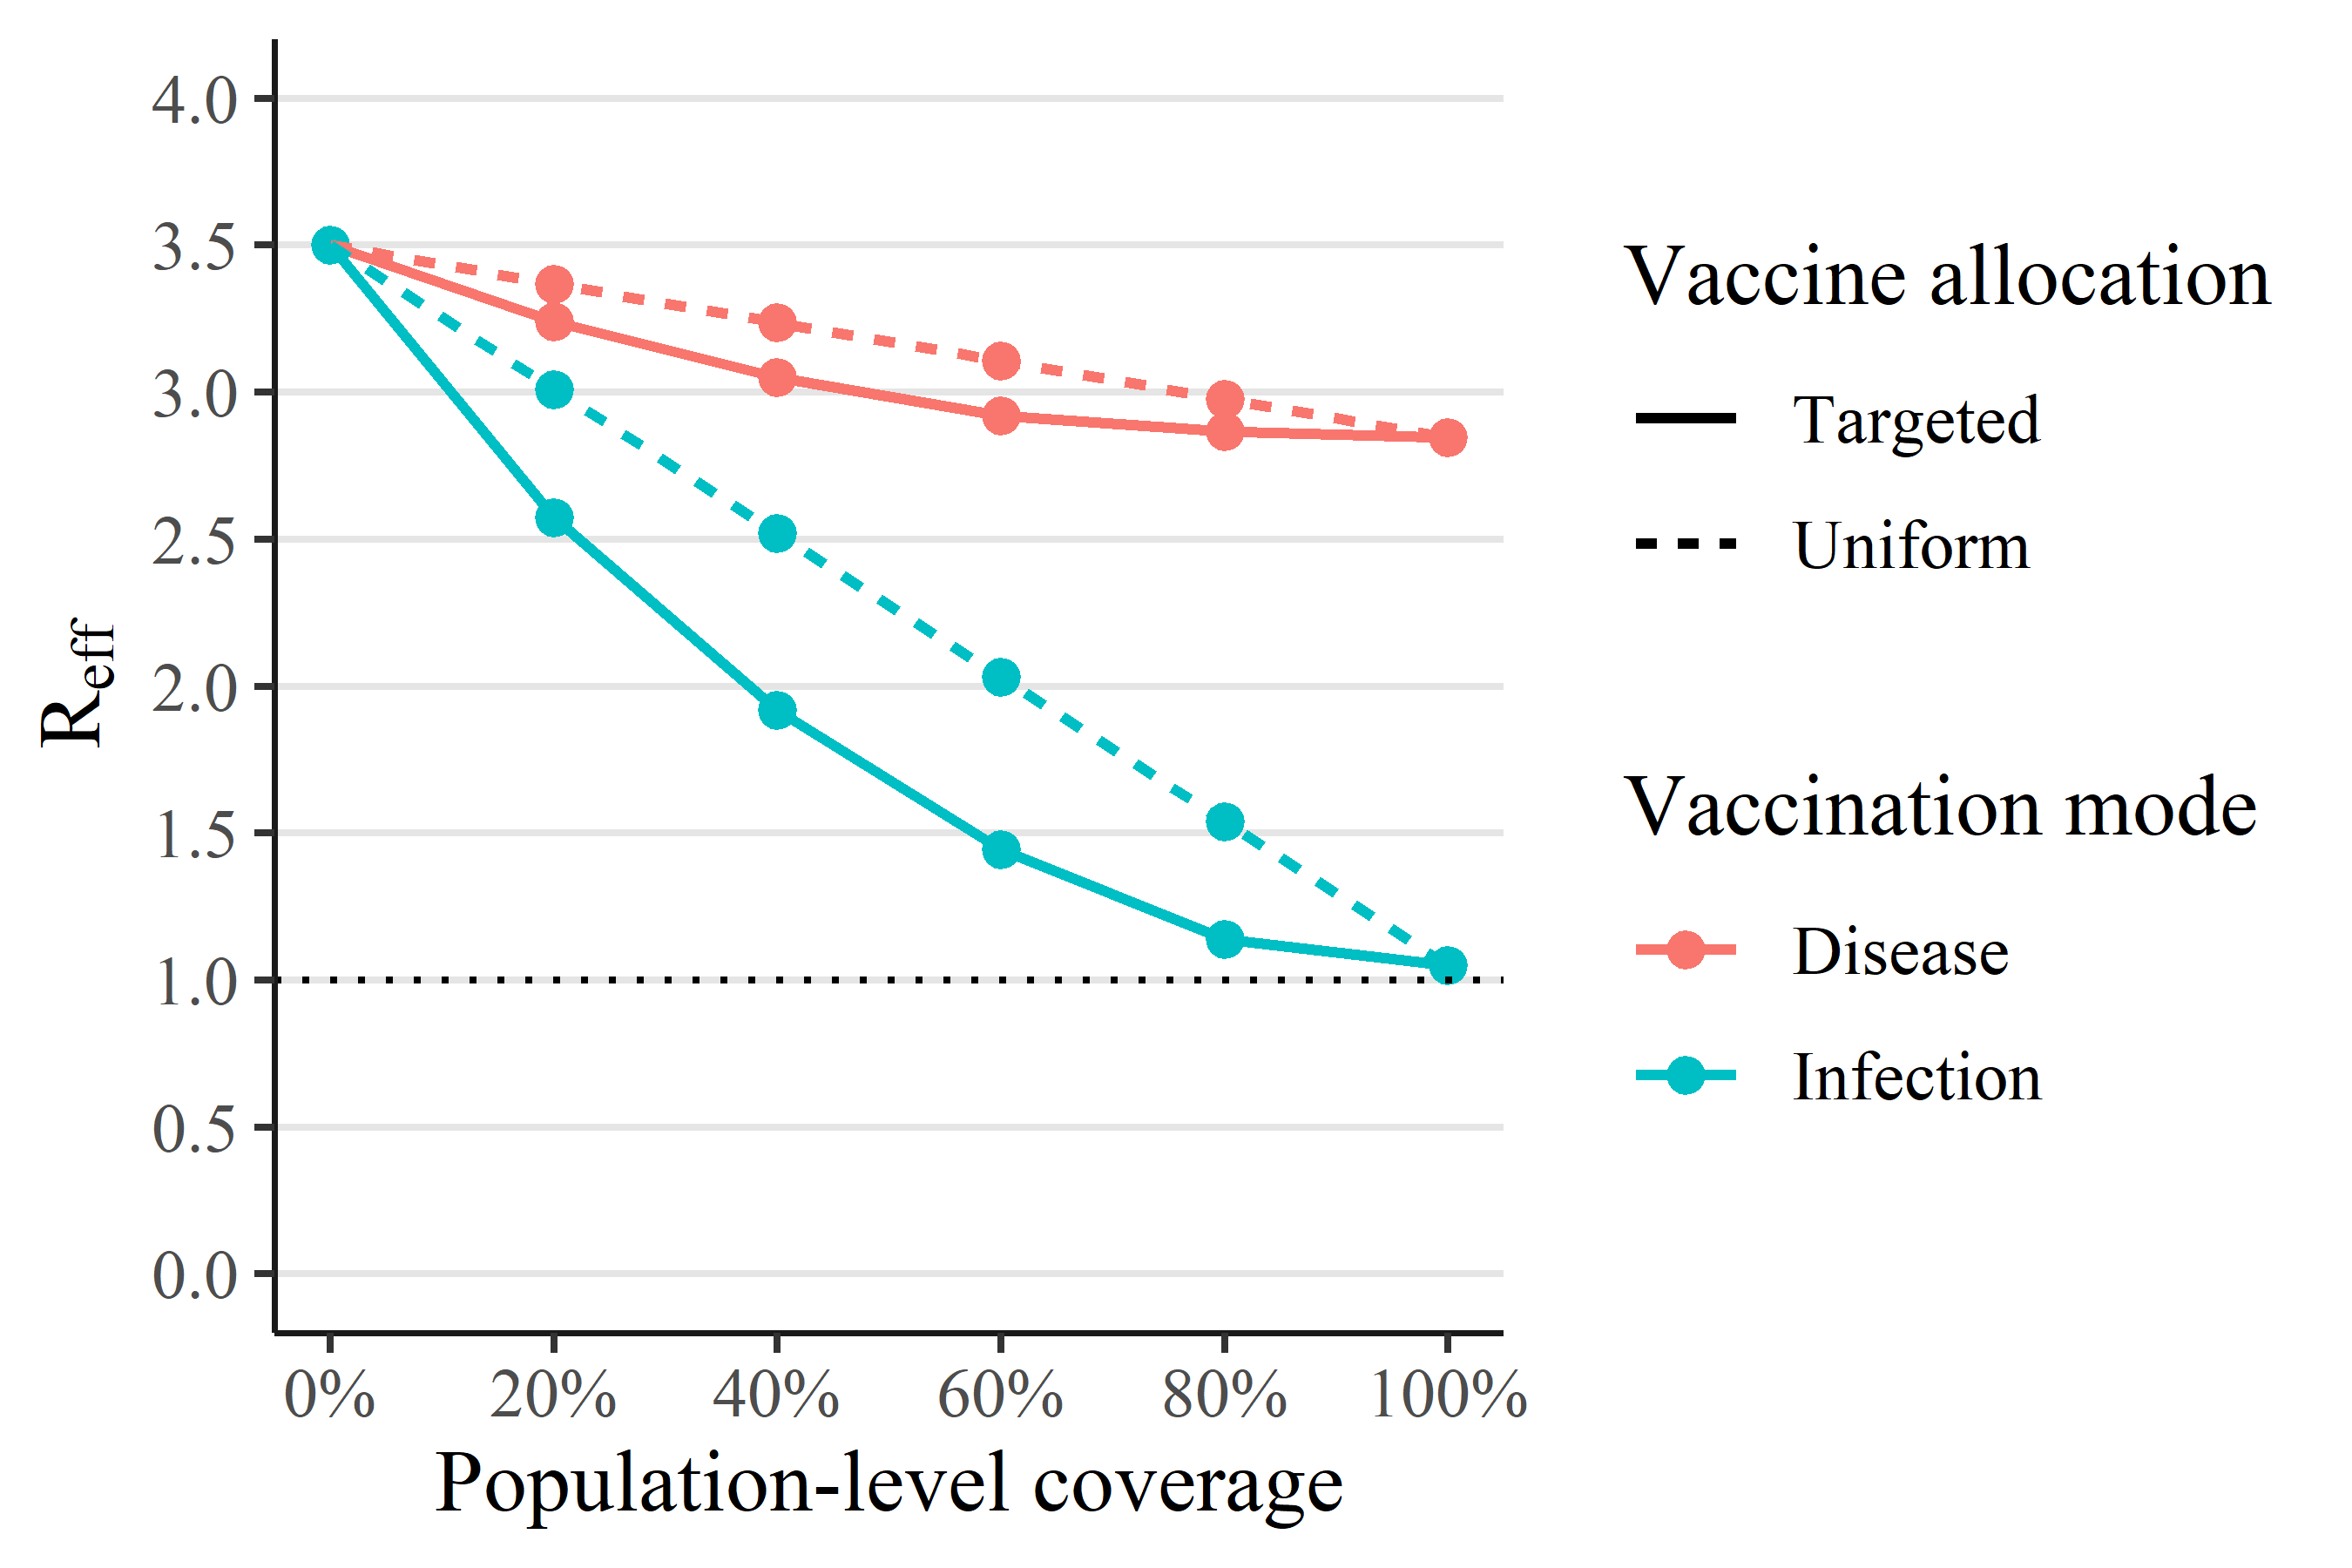 4.0
3.5
3.0
2.5
2.0
1.5
1.0
0.5
0.0
Reff
0% 20% 40% 60% 80% 100%
Population-level coverage
Vaccine allocation
Targeted
Uniform
Vaccination mode
Disease
Infection